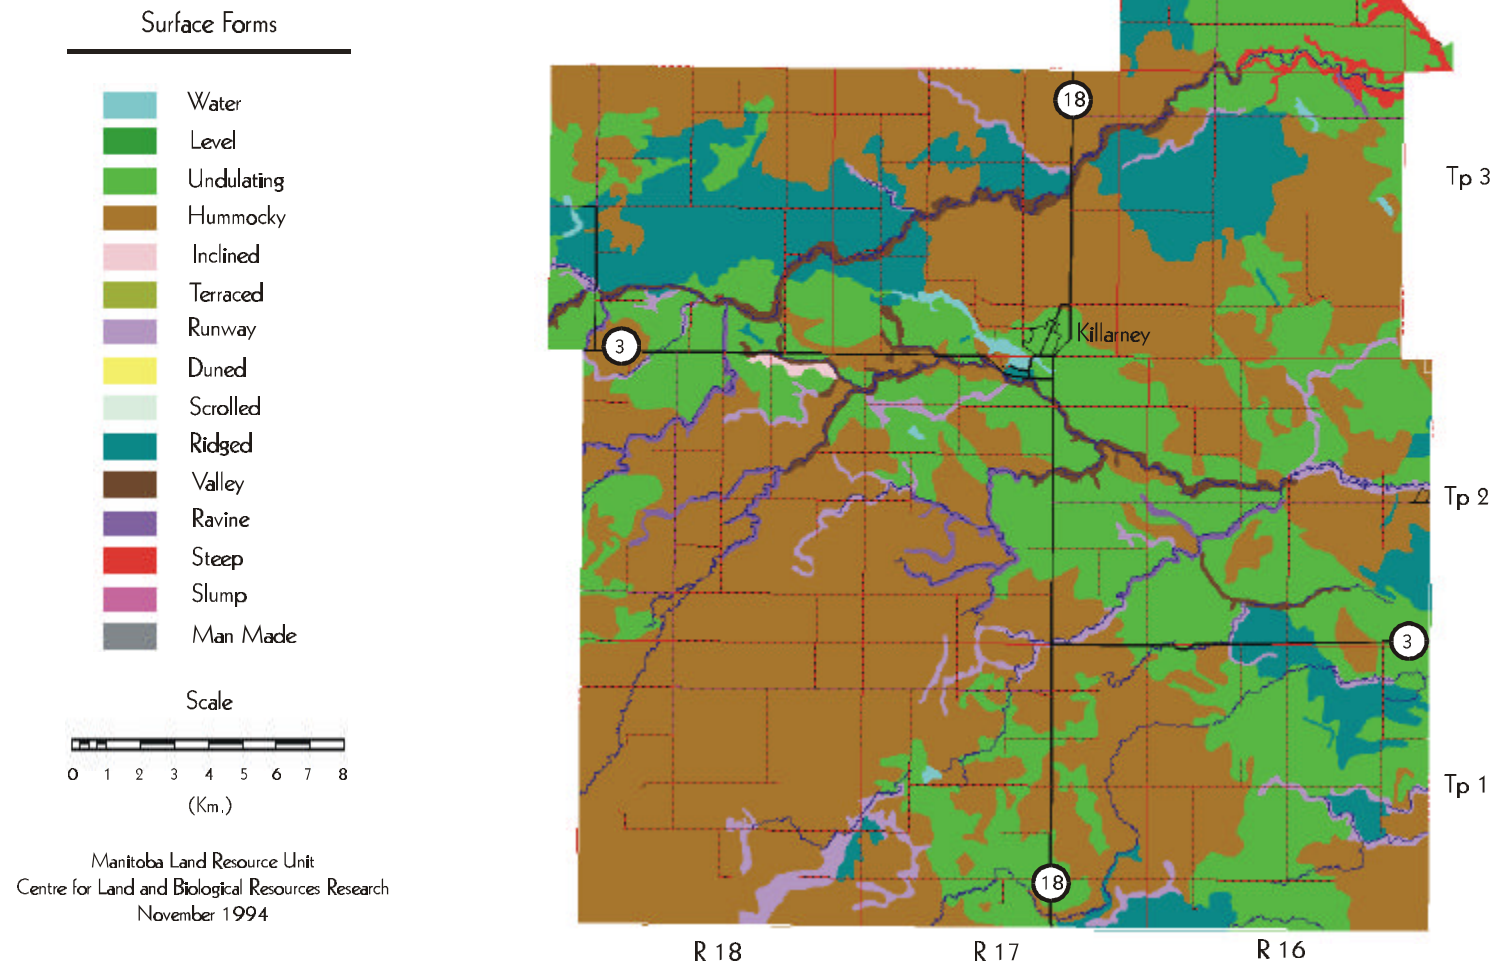 Surface Forms
Water
Level
Undulating
Hummocky
Inclined
Terraced
Runway
Duned
Scrolled
Ridged
Valley
Ravine
Steep
Slump
Man Made
Scale
0 1 2 3 4 5 6 7 8
(Km.)
Manitoba Land Resource Unit
Centre for Land and Biological Resources Research
November 1994
18
Tp 3
3
Killarney
Tp 2
3
Tp 1
18
R 18 R 17 R 16